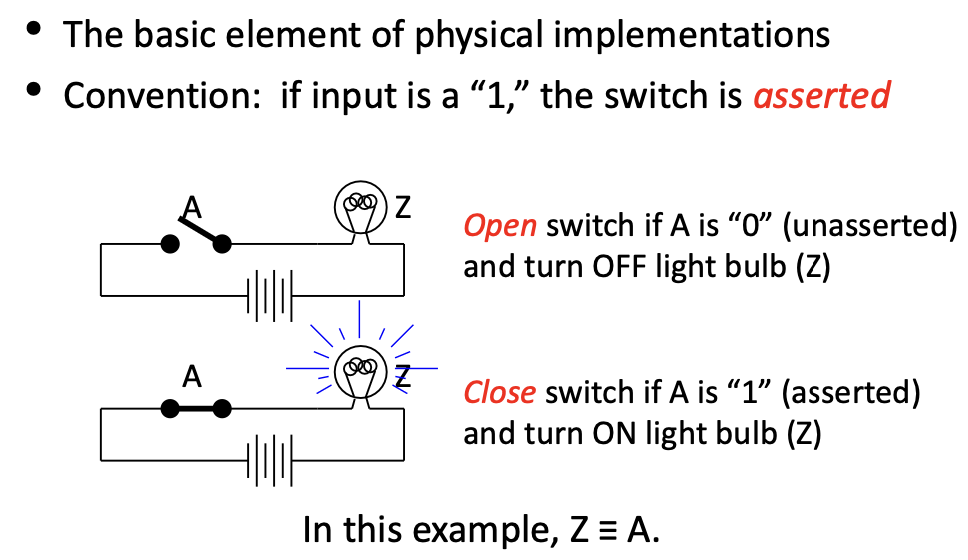 • The basic element of physical implementations
• Convention: if input is a “1,” the switch is asserted
A
Z
Open switch if A is “0” (unasserted)
and turn OFF light bulb (Z)
A
Z
Close switch if A is “1” (asserted)
and turn ON light bulb (Z)
In this example, Z ≡ A.